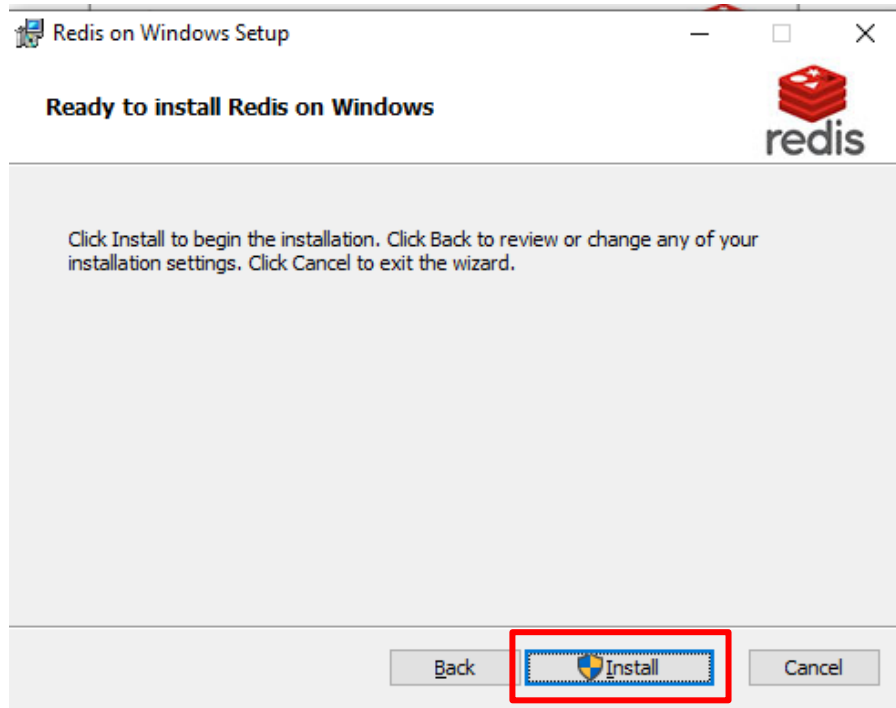 Redis on Windows Setup
Ready to install Redis on Windows
redis
Click Install to begin the installation. Click Back to review or change any of your
installation settings. Click Cancel to exit the wizard.
Back
Install
Cancel